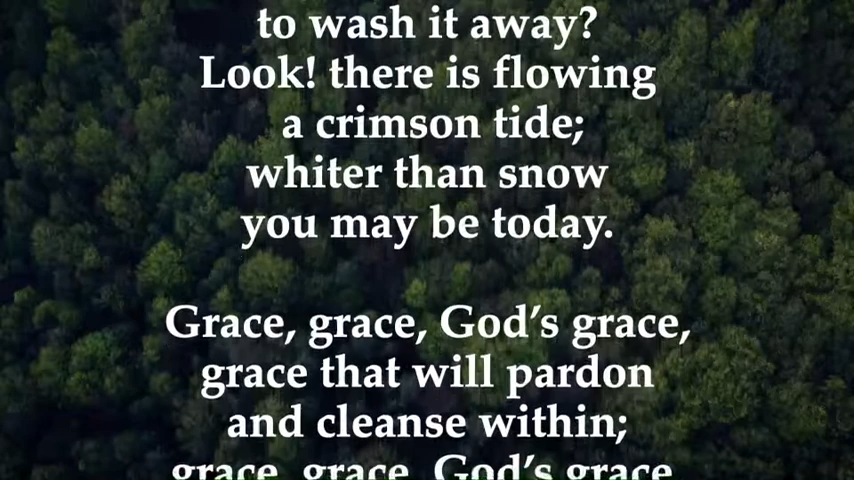 to wash it away?
Look! there is flowing
a crimson tide;
whiter than snow
you may be today.
Grace, grace, God's grace,
grace that will pardon
and cleanse within;
grace, grace, God's grace